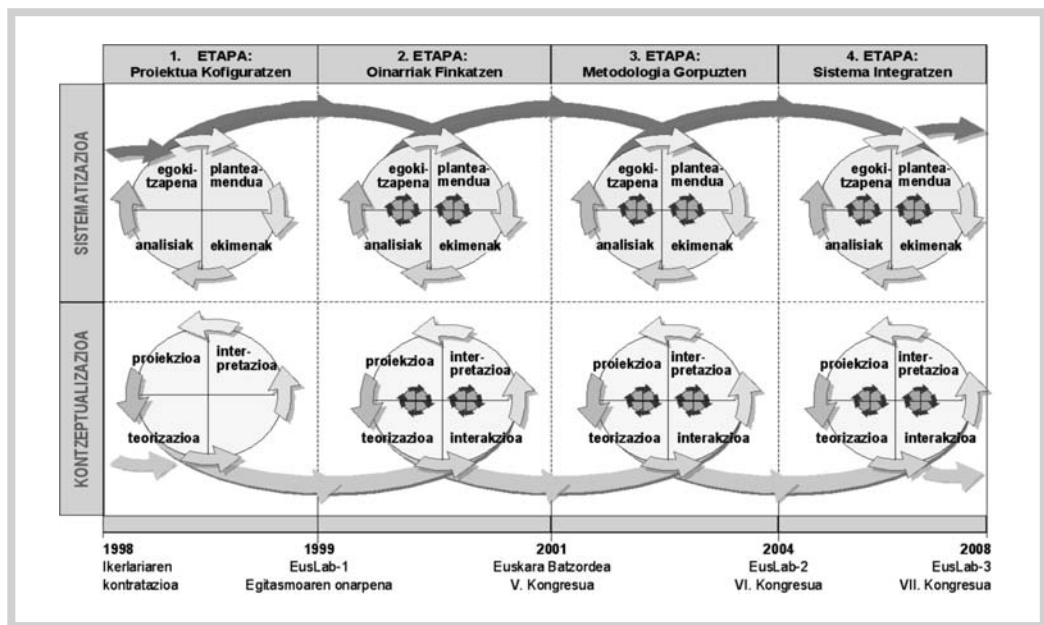 1. ETAPA:
Proiektua Kofiguratzen
2. ETAPA:
Oinarriak Finkatzen
3. ETAPA:
Metodologia Gorpuzten
4. ETAPA:
Sistema Integratzen
SISTEMATIZAZIOA
egoki-
tzapena
plantea-
mendua
analisiak
ekimenak
egoki-
tzapena
plantea-
mendua
analisiak
ekimenak
egoki-
tzapena
plantea-
mendua
analisiak
ekimenak
egoki-
tzapena
plantea-
mendua
analisiak
ekimenak
KONTZEPTUALIZAZIOA
proiekzioa
inter-
pretazioa
teorizazioa
proiekzioa
inter-
pretazioa
teorizazioa
interakzioa
proiekzioa
inter-
pretazioa
teorizazioa
interakzioa
proiekzioa
inter-
pretazioa
teorizazioa
interakzioa
1998
Ikerlariaren
kontratazioa
1999
EusLab-1
Egitasmoaren onarpena
2001
Euskara Batzordea
V. Kongresua
2004
EusLab-2
VI. Kongresua
2008
EusLab-3
VII. Kongresua